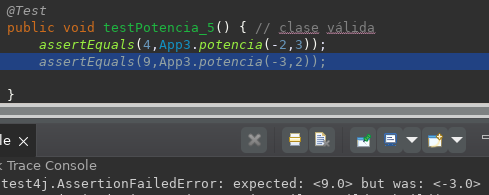 @Test
public void testPotencia_5() { // clase válida
assertEquals(4,App3.potencia(-2,3));
assertEquals(9,App3.potencia(-3,2));
}
le ×
k Trace Console
test4j.AssertionFailedError: expected: <9.0> but was: <-3.0>